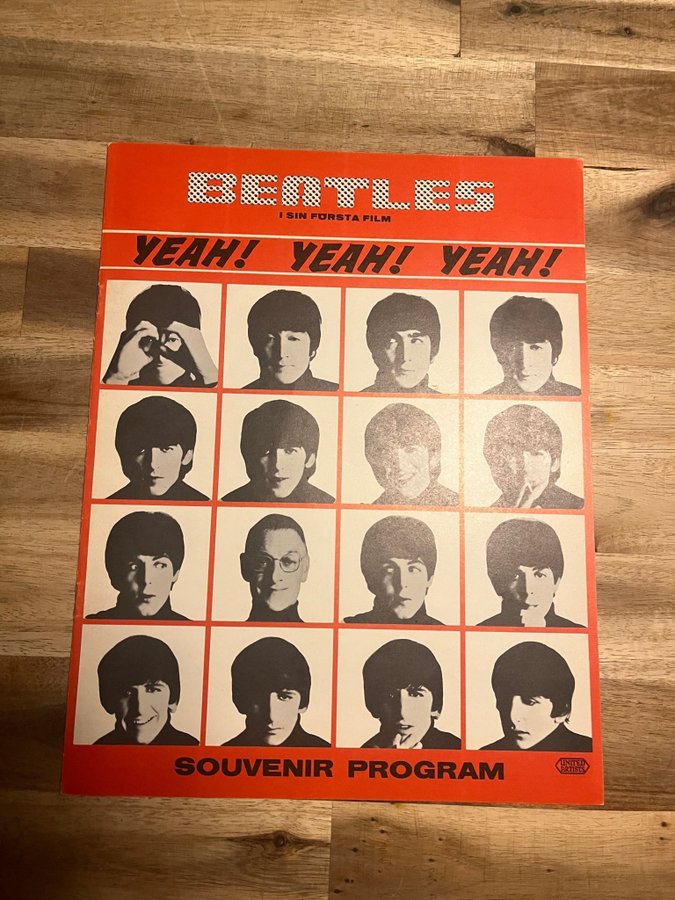 BEATLES
I SIN FÖRSTA FILM
YEAH! YEAH! YEAH!
SOUVENIR PROGRAM
UNITED
ARTISTS